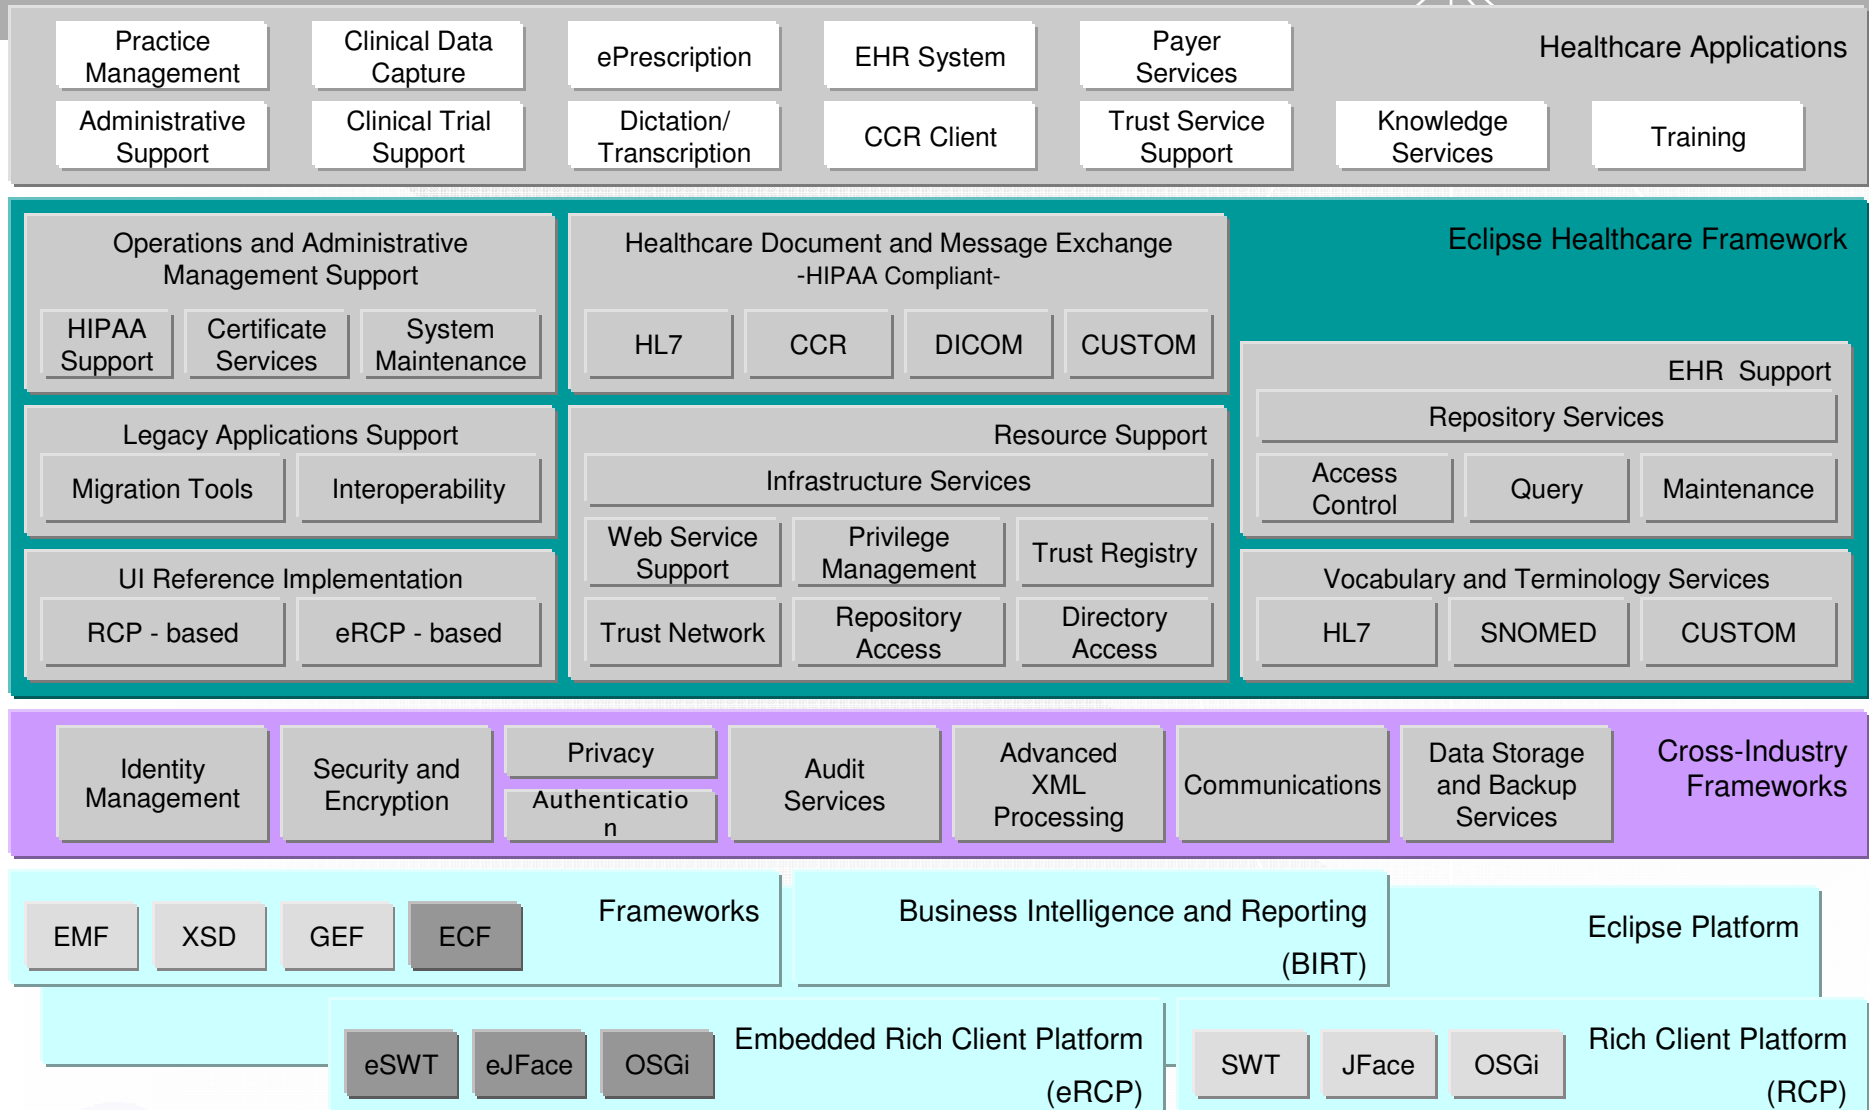 Healthcare Applications
Practice
Management
Clinical Data
Capture
ePrescription
EHR System
Payer
Services
Administrative
Support
Clinical Trial
Support
Dictation/
Transcription
CCR Client
Trust Service
Support
Knowledge
Services
Training
Eclipse Healthcare Framework
Operations and Administrative
Management Support
HIPAA
Support
Certificate
Services
System
Maintenance
Healthcare Document and Message Exchange
-HIPAA Compliant-
HL7
CCR
DICOM
CUSTOM
EHR Support
Repository Services
Access
Control
Query
Maintenance
Legacy Applications Support
Migration Tools
Interoperability
Resource Support
Infrastructure Services
Web Service
Support
Privilege
Management
Trust Registry
Trust Network
Repository
Access
Directory
Access
UI Reference Implementation
RCP - based
eRCP - based
Vocabulary and Terminology Services
HL7
SNOMED
CUSTOM
Cross-Industry
Frameworks
Identity
Management
Security and
Encryption
Privacy
Authenticatio
n
Audit
Services
Advanced
XML
Processing
Communications
Data Storage
and Backup
Services
Frameworks
EMF
XSD
GEF
ECF
Business Intelligence and Reporting
(BIRT)
Eclipse Platform
Embedded Rich Client Platform
(eRCP)
eSWT
eJFace
OSGi
Rich Client Platform
(RCP)
SWT
JFace
OSGi